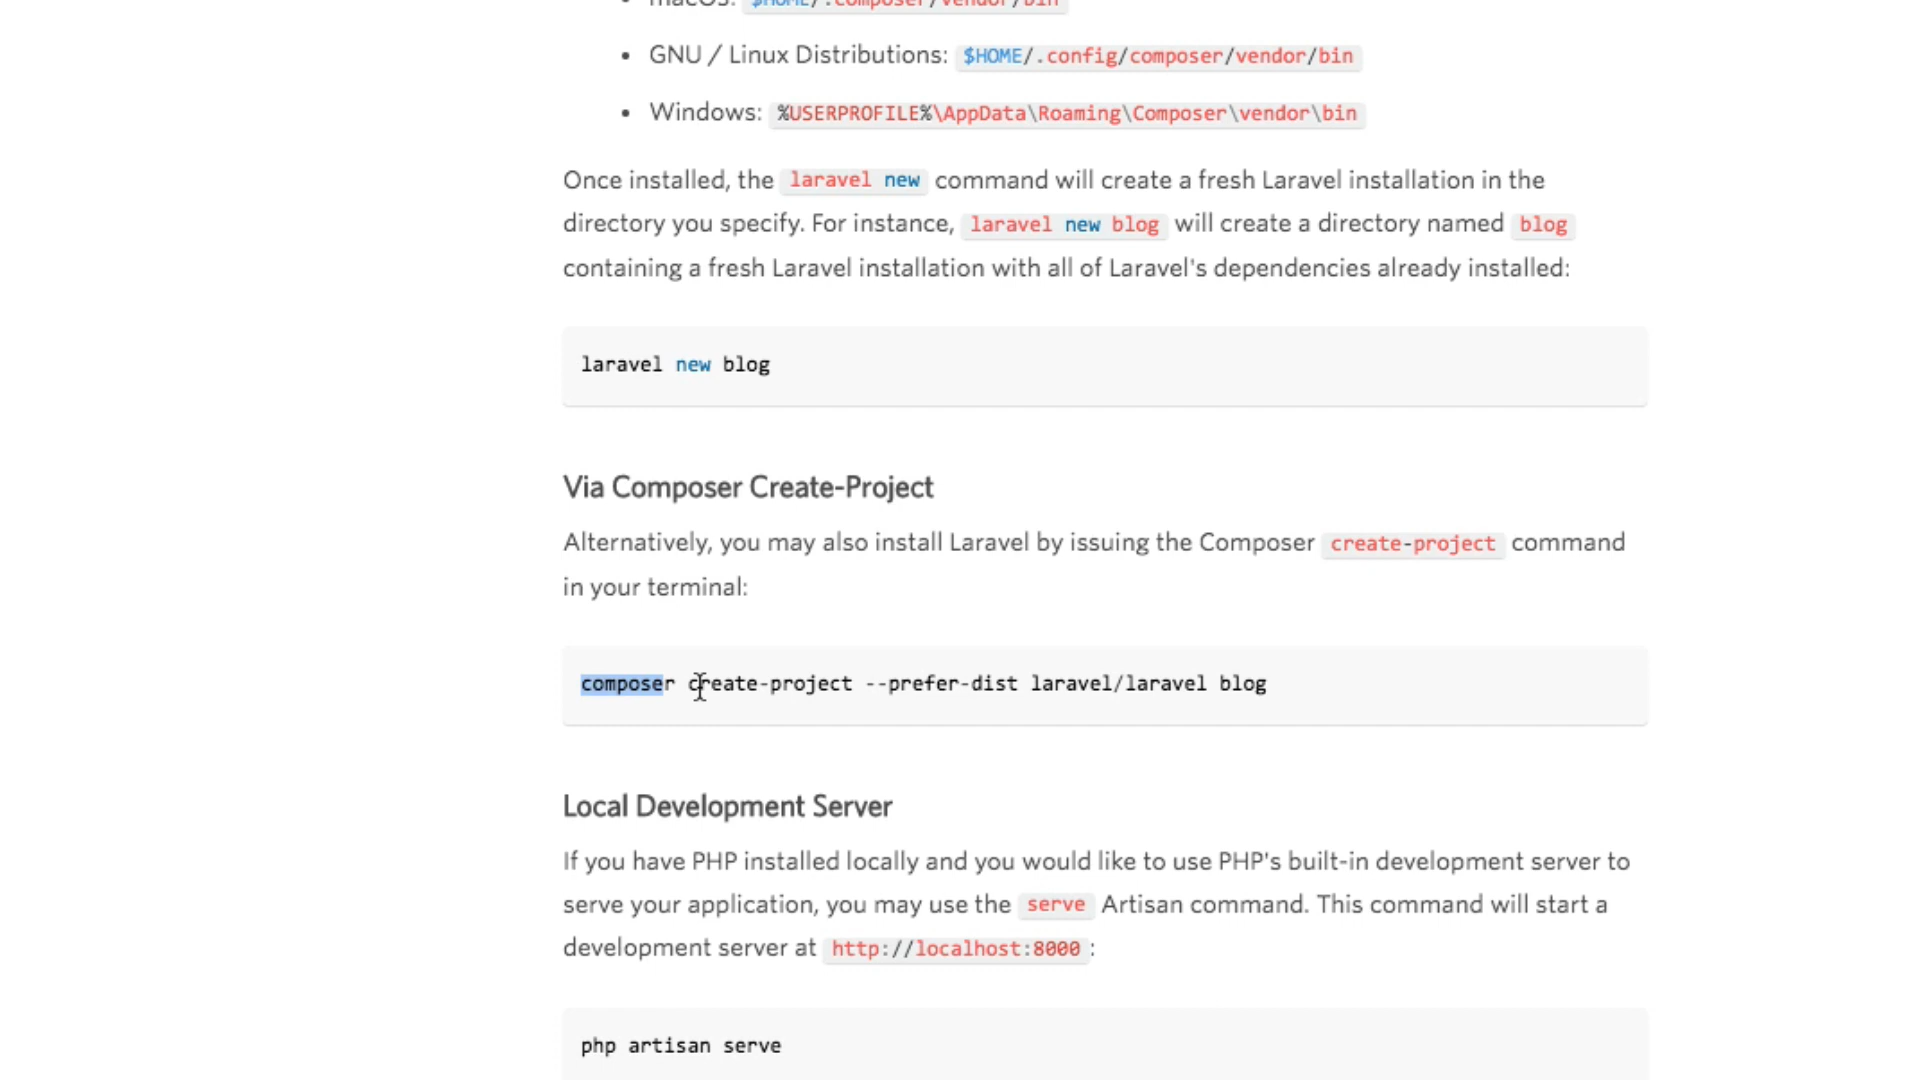 • macOS: $HOME/.composer/vendor/bin
• GNU / Linux Distributions: $HOME/.config/composer/vendor/bin
• Windows: %USERPROFILE%\AppData\Roaming\Composer\vendor\bin
Once installed, the laravel new command will create a fresh Laravel installation in the
directory you specify. For instance, laravel new blog will create a directory named blog
containing a fresh Laravel installation with all of Laravel's dependencies already installed:
laravel new blog
Via Composer Create-Project
Alternatively, you may also install Laravel by issuing the Composer create-project command
in your terminal:
composer create-project --prefer-dist laravel/laravel blog
Local Development Server
If you have PHP installed locally and you would like to use PHP's built-in development server to
serve your application, you may use the serve Artisan command. This command will start a
development server at http://localhost:8000:
php artisan serve